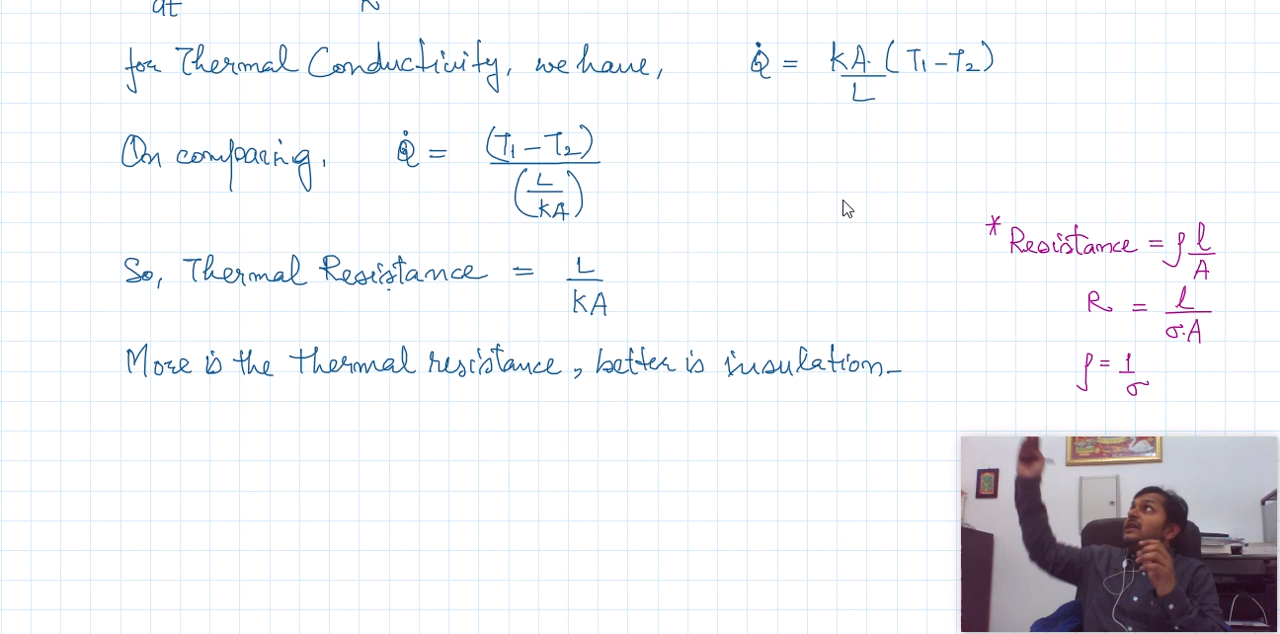 dt R
for Thermal Conductivity, we have, Q̇ = kA/L (T₁-T₂)
On comparing, Q̇ = (T₁-T₂)/(L/kA)
So, Thermal Resistance = L/kA
More is the thermal resistance, better is insulation-
* Resistance = ρ l/A
R = l/σ.A
ρ = 1/σ